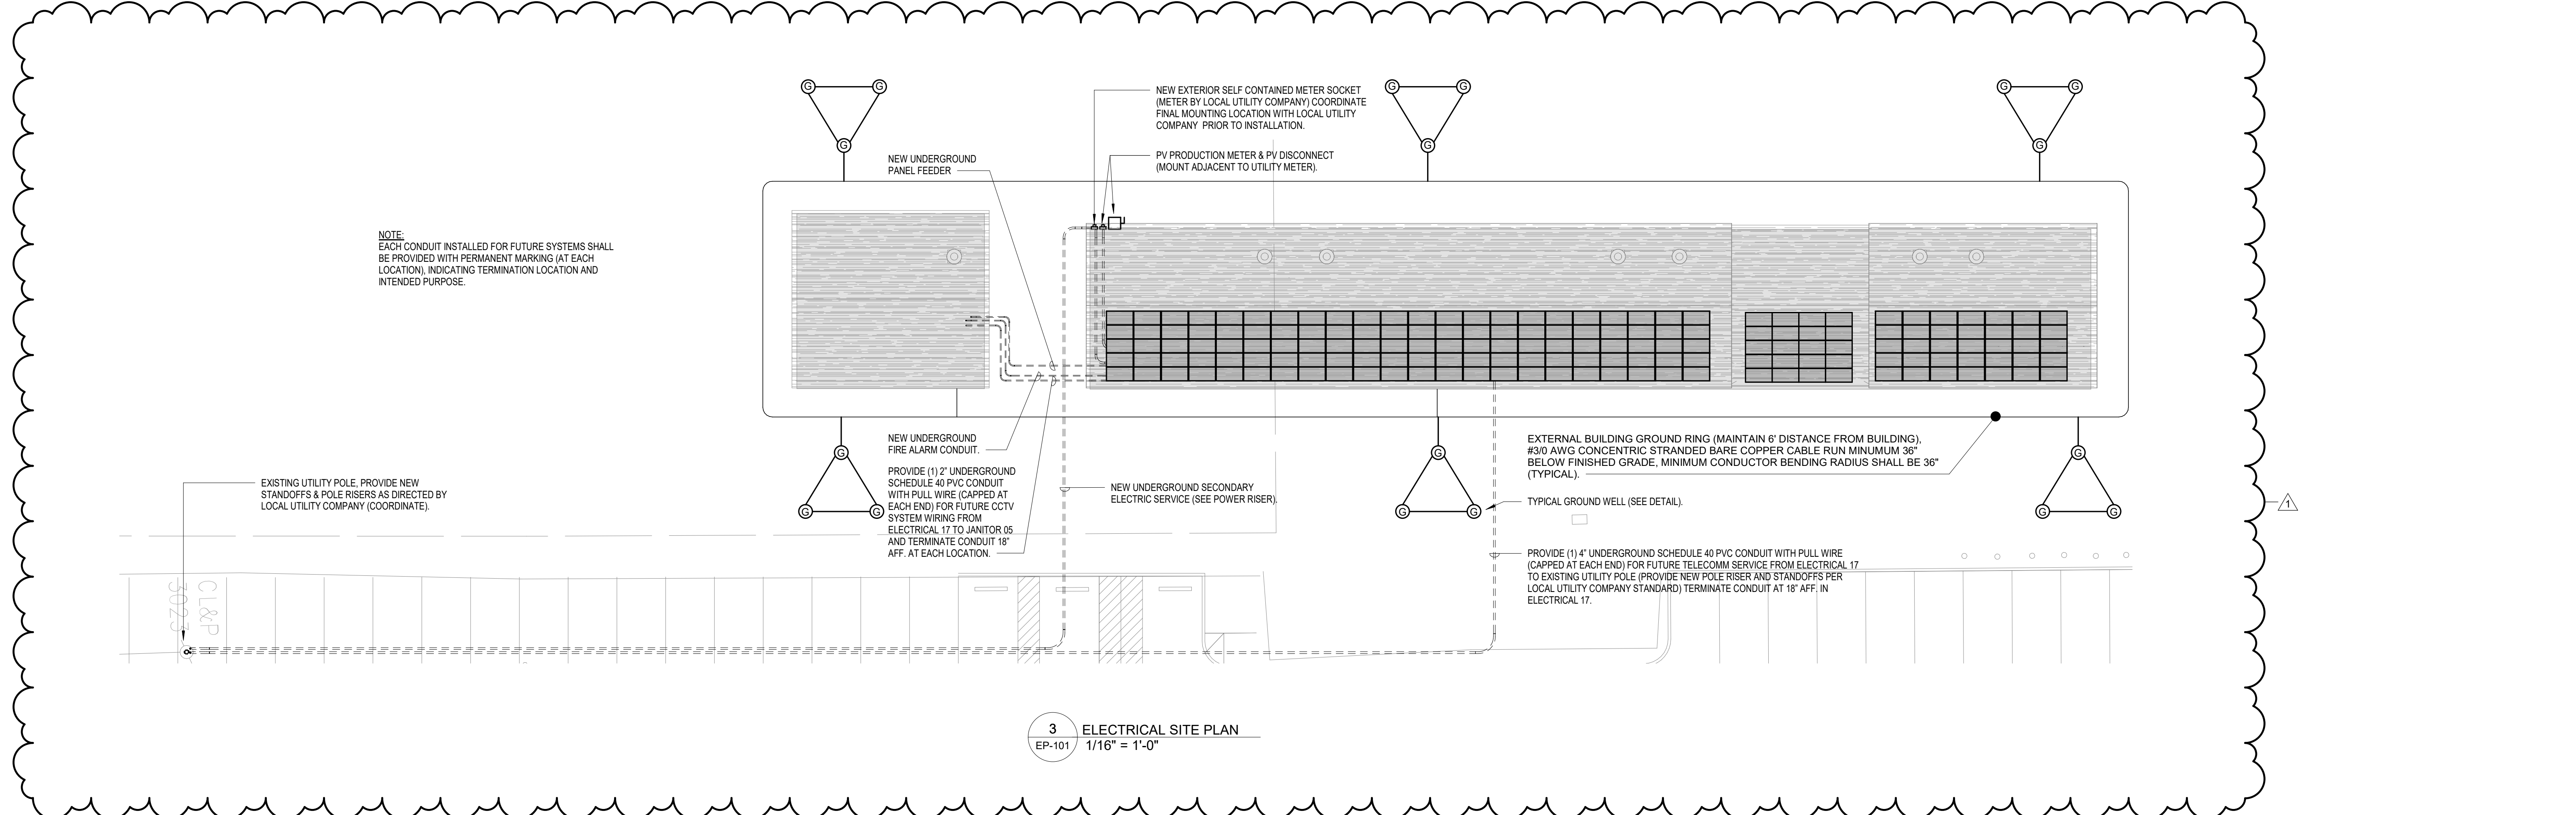 G G
G
G G
G
G G
G
NEW EXTERIOR SELF CONTAINED METER SOCKET
(METER BY LOCAL UTILITY COMPANY) COORDINATE
FINAL MOUNTING LOCATION WITH LOCAL UTILITY
COMPANY PRIOR TO INSTALLATION.
PV PRODUCTION METER & PV DISCONNECT
(MOUNT ADJACENT TO UTILITY METER).
NEW UNDERGROUND
PANEL FEEDER
NOTE:
EACH CONDUIT INSTALLED FOR FUTURE SYSTEMS SHALL
BE PROVIDED WITH PERMANENT MARKING (AT EACH
LOCATION), INDICATING TERMINATION LOCATION AND
INTENDED PURPOSE.
NEW UNDERGROUND
FIRE ALARM CONDUIT.
PROVIDE (1) 2" UNDERGROUND
SCHEDULE 40 PVC CONDUIT
WITH PULL WIRE (CAPPED AT
EACH END) FOR FUTURE CCTV
SYSTEM WIRING FROM
ELECTRICAL 17 TO JANITOR 05
AND TERMINATE CONDUIT 18"
AFF. AT EACH LOCATION.
EXTERNAL BUILDING GROUND RING (MAINTAIN 6' DISTANCE FROM BUILDING),
#3/0 AWG CONCENTRIC STRANDED BARE COPPER CABLE RUN MINUMUM 36"
BELOW FINISHED GRADE, MINIMUM CONDUCTOR BENDING RADIUS SHALL BE 36"
(TYPICAL).
G
G G
G
G G
G
G G
EXISTING UTILITY POLE, PROVIDE NEW
STANDOFFS & POLE RISERS AS DIRECTED BY
LOCAL UTILITY COMPANY (COORDINATE).
NEW UNDERGROUND SECONDARY
ELECTRIC SERVICE (SEE POWER RISER).
TYPICAL GROUND WELL (SEE DETAIL).
1
PROVIDE (1) 4" UNDERGROUND SCHEDULE 40 PVC CONDUIT WITH PULL WIRE
(CAPPED AT EACH END) FOR FUTURE TELECOMM SERVICE FROM ELECTRICAL 17
TO EXISTING UTILITY POLE (PROVIDE NEW POLE RISER AND STANDOFFS PER
LOCAL UTILITY COMPANY STANDARD) TERMINATE CONDUIT AT 18" AFF. IN
ELECTRICAL 17.
CL&P
3023
3
EP-101
ELECTRICAL SITE PLAN
1/16" = 1'-0"